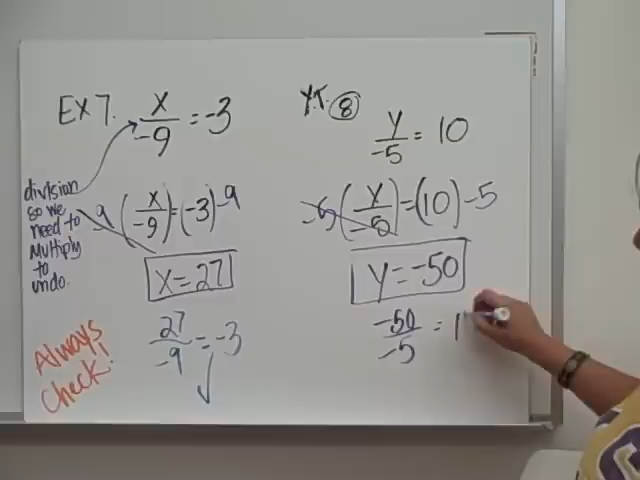 EX 7. x/-9 = -3
division
so we
need to
Multiply
to
undo.
-9 (x/-9) = (-3) -9
x = 27
27/-9 = -3 ✓
Always
Check!
Y.T. ⑧
y/-5 = 10
-5 (y/-5) = (10) -5
y = -50
-50/-5 = 1